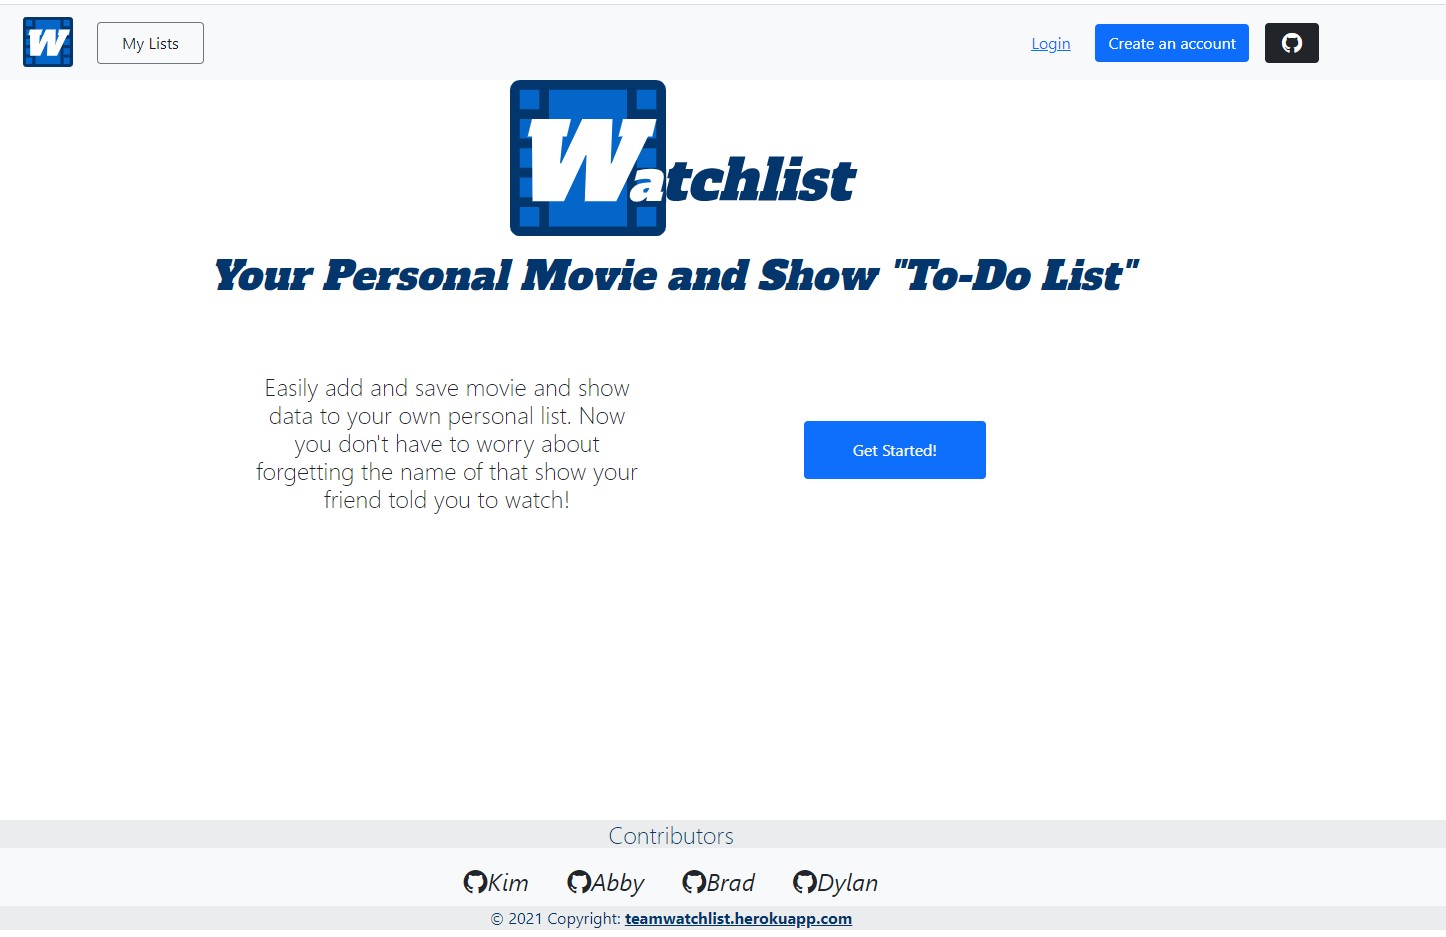 W My Lists Login Create an account
Watchlist
Your Personal Movie and Show "To-Do List"
Easily add and save movie and show
data to your own personal list. Now
you don't have to worry about
forgetting the name of that show your
friend told you to watch!
Get Started!
Contributors
Kim Abby Brad Dylan
© 2021 Copyright: teamwatchlist.herokuapp.com